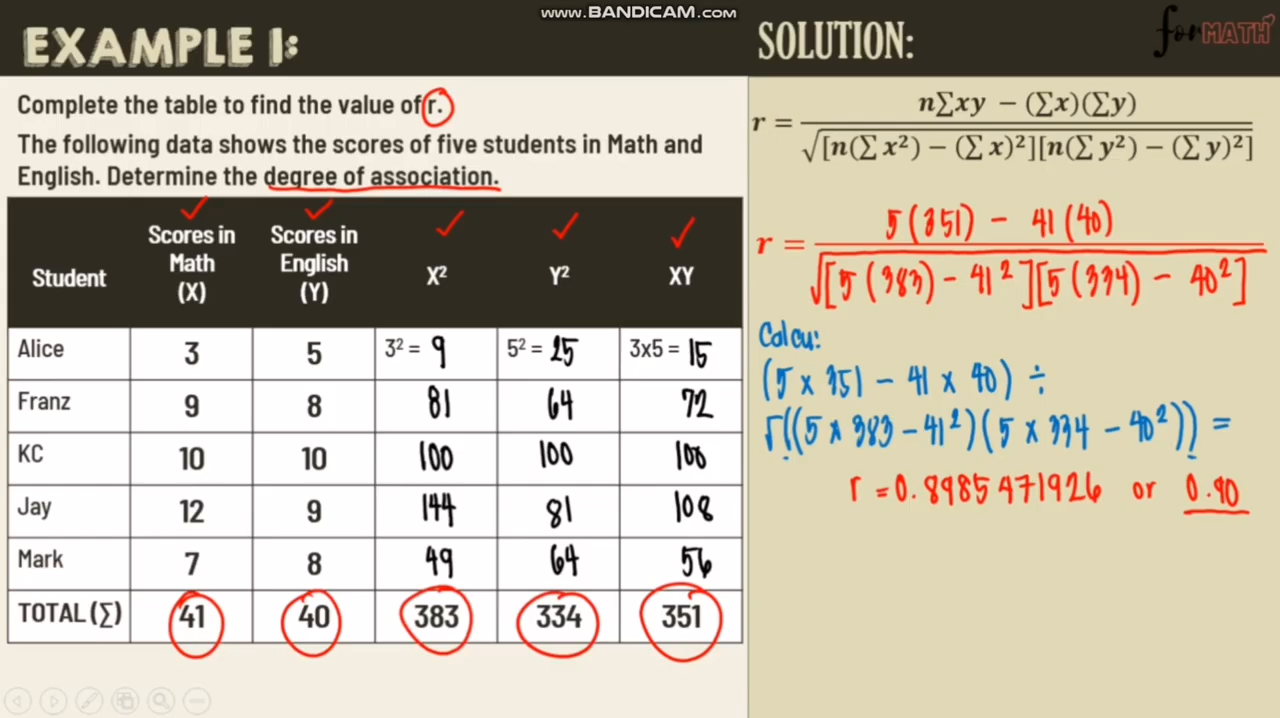 www.BANDICAM.com
EXAMPLE 1:
Complete the table to find the value of r.
The following data shows the scores of five students in Math and
English. Determine the degree of association.
Student Scores in Math (X) Scores in English (Y) X² Y² XY
Alice 3 5 3² = 9 5² = 25 3x5 = 15
Franz 9 8 81 64 72
KC 10 10 100 100 100
Jay 12 9 144 81 108
Mark 7 8 49 64 56
TOTAL (∑) 41 40 383 334 351
SOLUTION:
forMATH
r = n∑xy − (∑x)(∑y) / √[n(∑x²) − (∑x)²][n(∑y²) − (∑y)²]
r = 5(351) − 41(40) / √[5(383) − 41²][5(334) − 40²]
Calcu:
(5 × 351 − 41 × 40) ÷
√((5 × 383 − 41²)(5 × 334 − 40²)) =
r = 0.8985471926 or 0.90